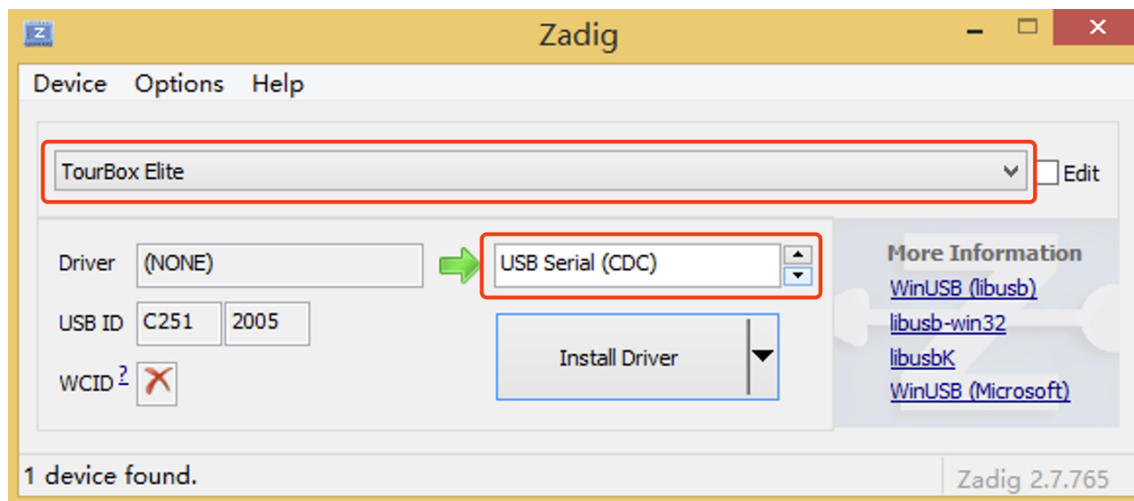 Z
Zadig
Device Options Help
TourBox Elite
Edit
Driver (NONE)
USB Serial (CDC)
More Information
WinUSB (libusb)
USB ID C251 2005
libusb-win32
Install Driver
libusbK
WCID ?
WinUSB (Microsoft)
1 device found.
Zadig 2.7.765